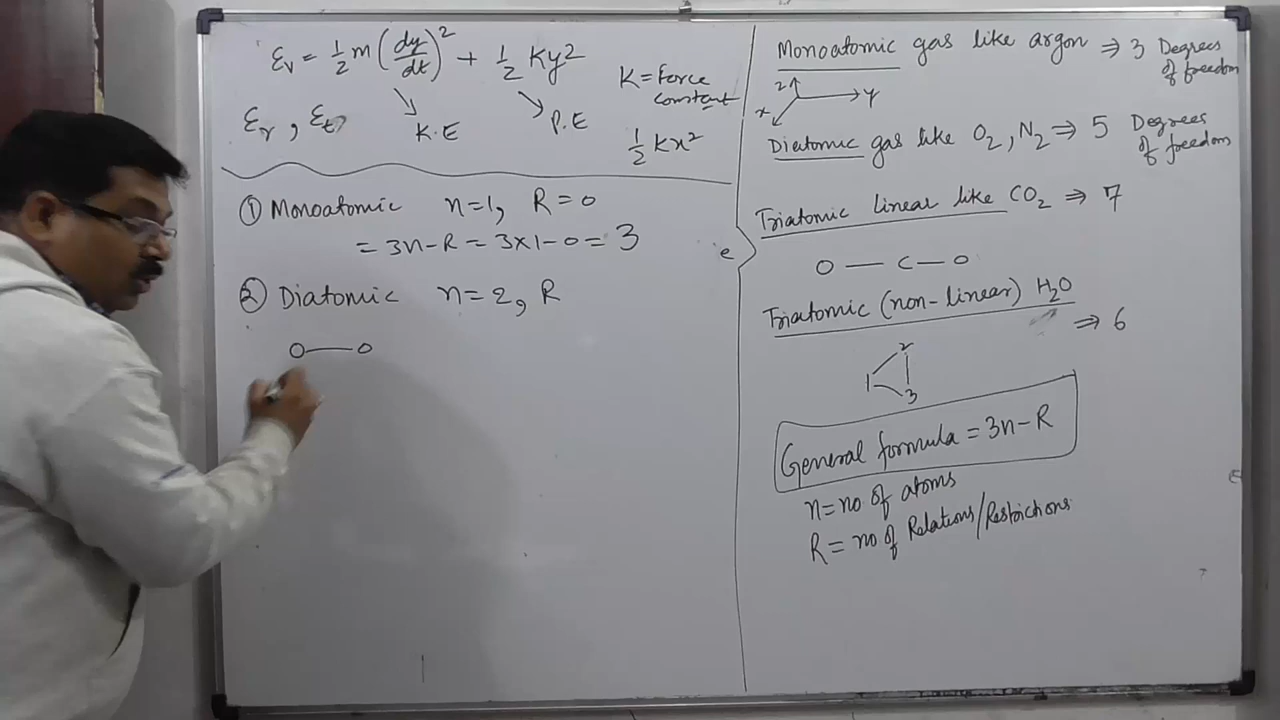 Ɛv = 1/2 m (dy/dt)² + 1/2 Ky²
K.E
P.E
K = Force constant
1/2 Kx²
Ɛr, Ɛt
① Monoatomic n=1, R=0
= 3n-R = 3×1-0 = 3
② Diatomic n=2, R
O — O
Monoatomic gas like argon ⇒ 3 Degrees of freedom
Z
Y
X
Diatomic gas like O₂, N₂ ⇒ 5 Degrees of freedom
Triatomic linear like CO₂ ⇒ 7
O — C — O
Triatomic (non-linear) H₂O
⇒ 6
2
1
3
General formula = 3n-R
n = no of atoms
R = no of Relations/Restrictions